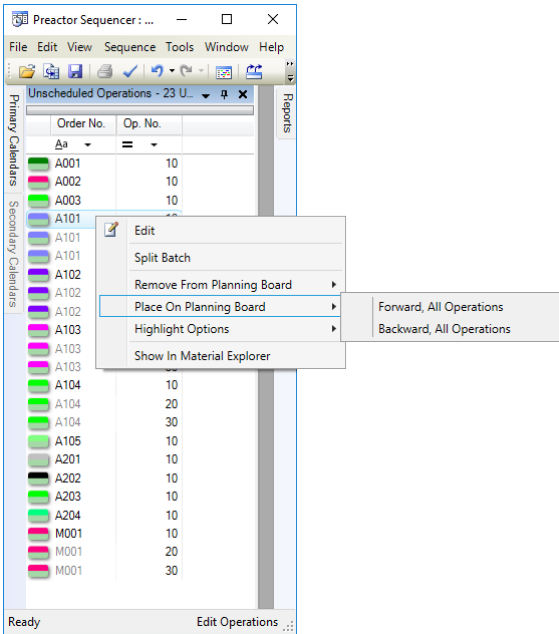 Preactor Sequencer : ...
File Edit View Sequence Tools Window Help
Unscheduled Operations - 23 U...
Primary Calendars
Secondary Calendars
Reports
Order No. Op. No.
Aa =
A001 10
A002 10
A003 10
A101
A101
A101
A102
A102
A102
A103
A103
A103
A104 10
A104 20
A104 30
A105 10
A201 10
A202 10
A203 10
A204 10
M001 10
M001 20
M001 30
Edit
Split Batch
Remove From Planning Board
Place On Planning Board
Highlight Options
Show In Material Explorer
Forward, All Operations
Backward, All Operations
Ready Edit Operations